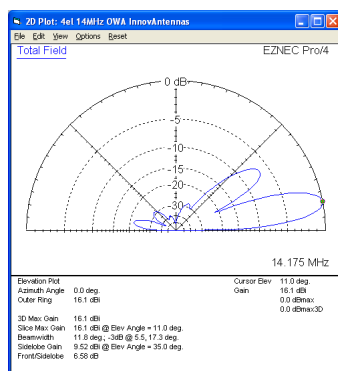 2D Plot: 4el 14MHz OWA InnovAntennas
File Edit View Options Reset
Total Field
EZNEC Pro/4
0 dB
-5
-10
-15
-20
-30
14.175 MHz
Elevation Plot
Azimuth Angle 0.0 deg.
Outer Ring 16.1 dBi
3D Max Gain 16.1 dBi
Slice Max Gain 16.1 dBi @ Elev Angle = 11.0 deg.
Beamwidth 11.8 deg.; -3dB @ 5.5, 17.3 deg.
Sidelobe Gain 9.52 dBi @ Elev Angle = 35.0 deg.
Front/Sidelobe 6.58 dB
Cursor Elev 11.0 deg.
Gain 16.1 dBi
0.0 dBmax
0.0 dBmax3D